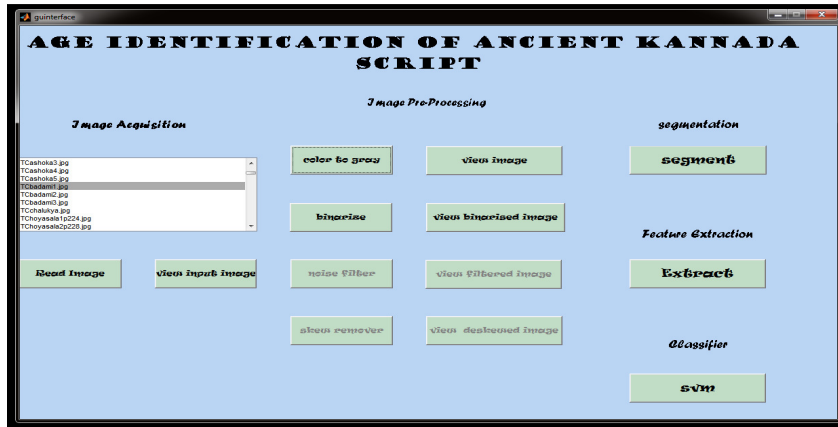 guinterface
AGE IDENTIFICATION OF ANCIENT KANNADA
SCRIPT
Image Pre-Processing
Image Acquisition
segmentation
color to gray
view image
segment
TCashoka3.jpg
TCashoka4.jpg
TCashoka5.jpg
TCbadami1.jpg
TCbadami2.jpg
TCbadami3.jpg
TCchalukya.jpg
TChoyasala1p224.jpg
TChoyasala2p228.jpg
binarise
view binarised image
Feature Extraction
Read Image
view input image
noise filter
view filtered image
Extract
skew remover
view deskewed image
Classifier
svm